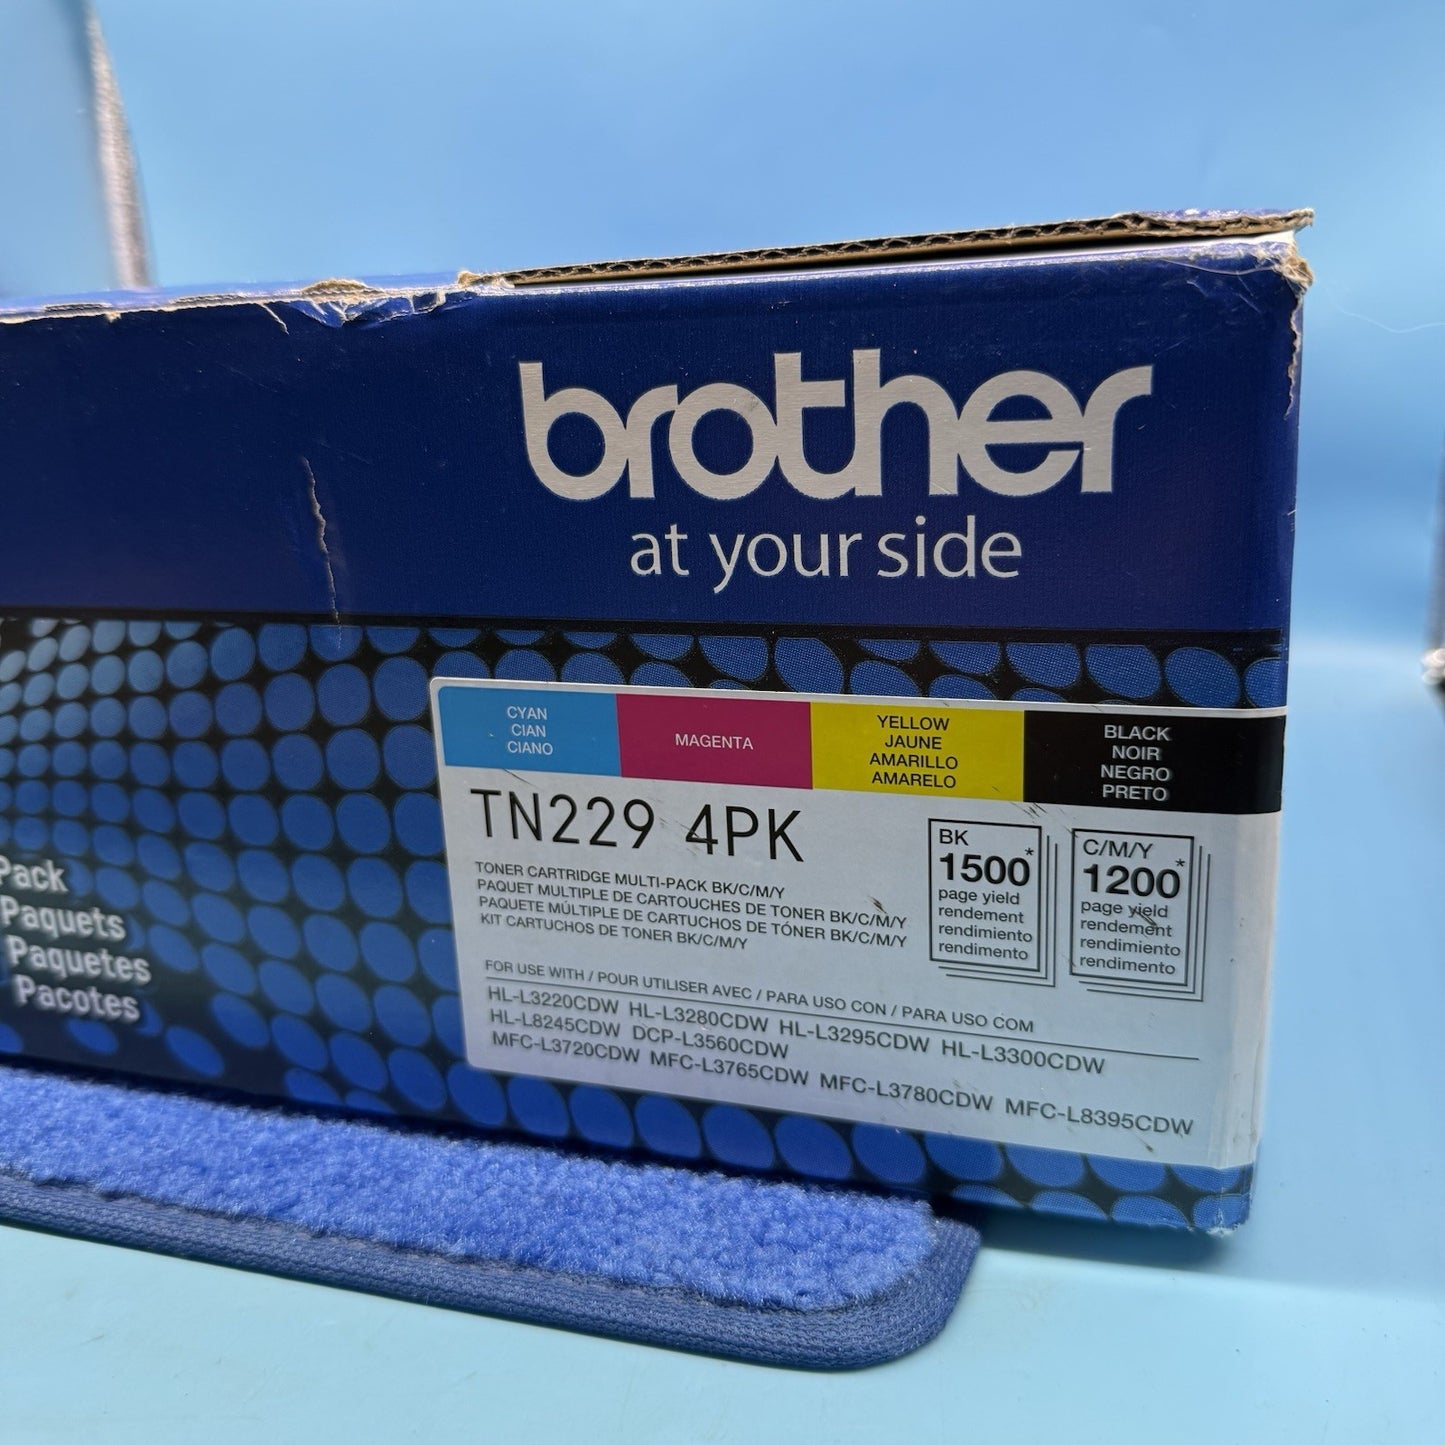 brother
at your side
CYAN
CIAN
CIANO
MAGENTA
YELLOW
JAUNE
AMARILLO
AMARELO
BLACK
NOIR
NEGRO
PRETO
TN229 4PK
TONER CARTRIDGE MULTI-PACK BK/C/M/Y
PAQUET MULTIPLE DE CARTOUCHES DE TONER BK/C/M/Y
PAQUETE MÚLTIPLE DE CARTUCHOS DE TÓNER BK/C/M/Y
KIT CARTUCHOS DE TONER BK/C/M/Y
BK
1500*
page yield
rendement
rendimiento
rendimento
C/M/Y
1200*
page yield
rendement
rendimiento
rendimento
FOR USE WITH / POUR UTILISER AVEC / PARA USO CON / PARA USO COM
HL-L3220CDW HL-L3280CDW HL-L3295CDW HL-L3300CDW
HL-L8245CDW DCP-L3560CDW
MFC-L3720CDW MFC-L3765CDW MFC-L3780CDW MFC-L8395CDW
Pack
Paquets
Paquetes
Pacotes